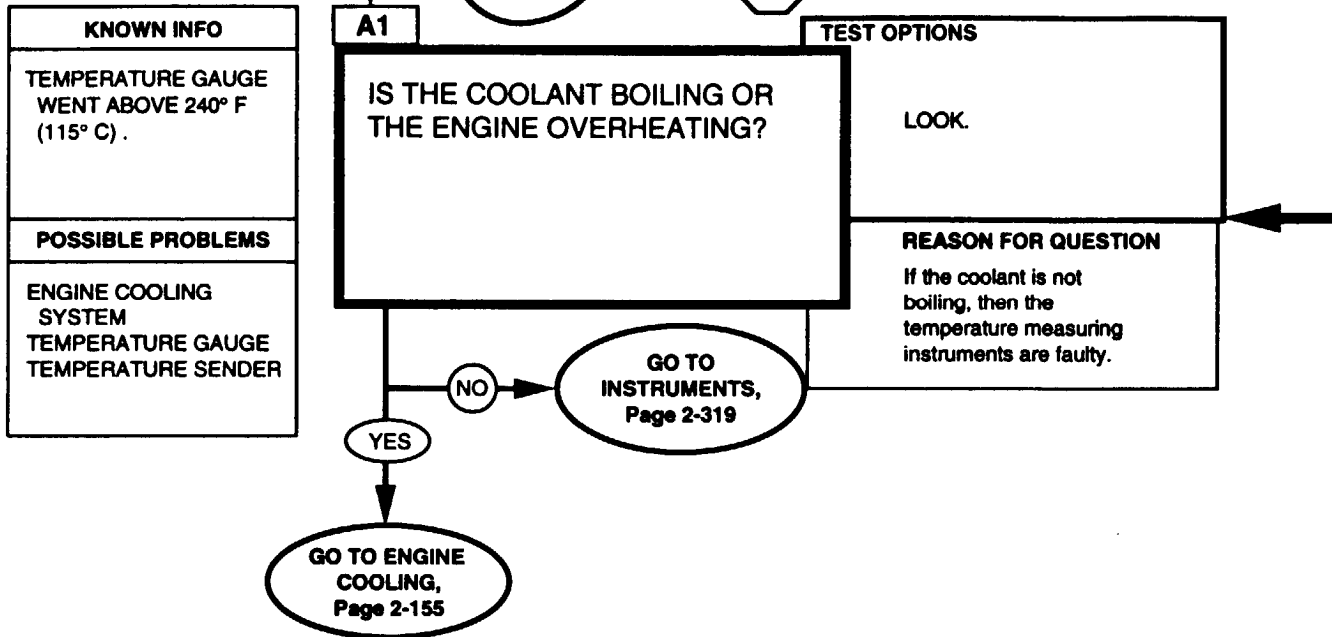 KNOWN INFO
TEMPERATURE GAUGE
WENT ABOVE 240° F
(115° C) .
POSSIBLE PROBLEMS
ENGINE COOLING
SYSTEM
TEMPERATURE GAUGE
TEMPERATURE SENDER
A1
IS THE COOLANT BOILING OR
THE ENGINE OVERHEATING?
TEST OPTIONS
LOOK.
REASON FOR QUESTION
If the coolant is not
boiling, then the
temperature measuring
instruments are faulty.
NO
GO TO
INSTRUMENTS,
Page 2-319
YES
GO TO ENGINE
COOLING,
Page 2-155